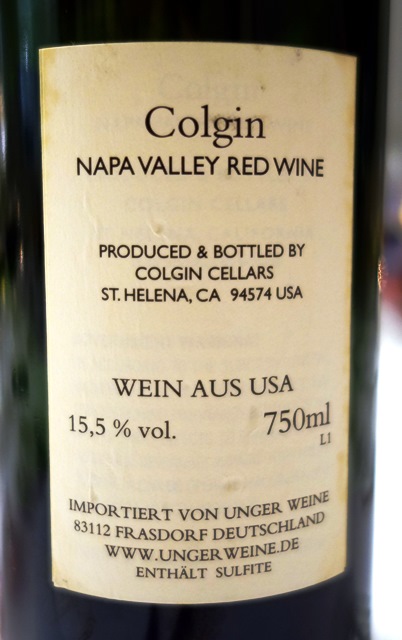 Colgin
NAPA VALLEY RED WINE
PRODUCED & BOTTLED BY
COLGIN CELLARS
ST. HELENA, CA 94574 USA
WEIN AUS USA
15,5 % vol. 750ml
L1
IMPORTIERT VON UNGER WEINE
83112 FRASDORF DEUTSCHLAND
WWW.UNGERWEINE.DE
ENTHÄLT SULFITE